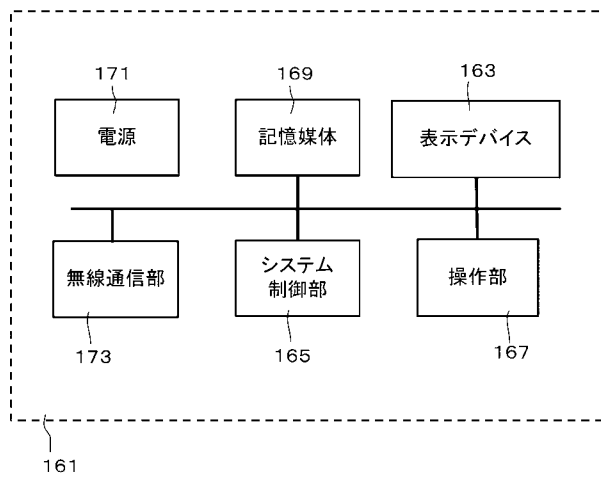 171
169
163
電源
記憶媒体
表示デバイス
無線通信部
システム
制御部
操作部
173
165
167
161